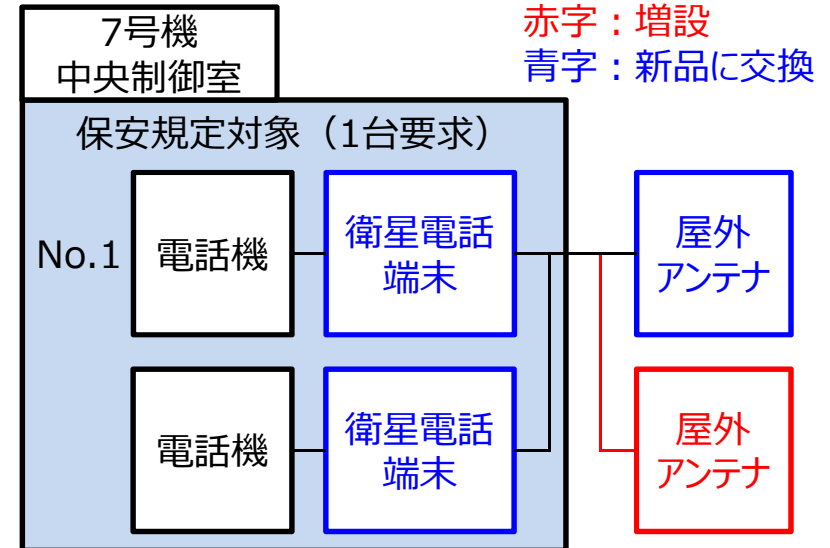 7号機
中央制御室
赤字：増設
青字：新品に交換
保安規定対象（1台要求）
No.1
電話機
衛星電話
端末
屋外
アンテナ
電話機
衛星電話
端末
屋外
アンテナ